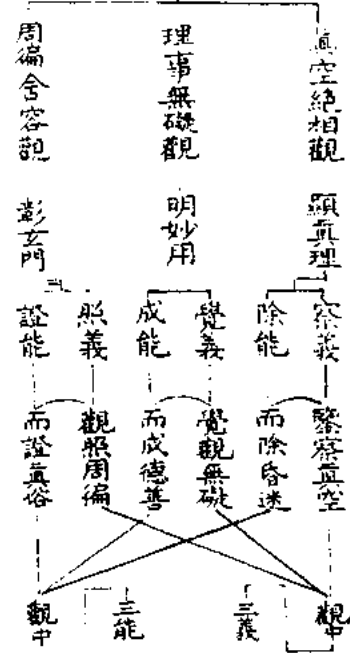 真空絕相觀
理事無礙觀
周徧含容觀
顯真理
明妙用
彰玄門
察義
除能
覺義
成能
照義
證能
鑒察真空
而除昏迷
覺觀無礙
而成德善
觀照周徧
而證真俗
觀中
三義
三能
觀中